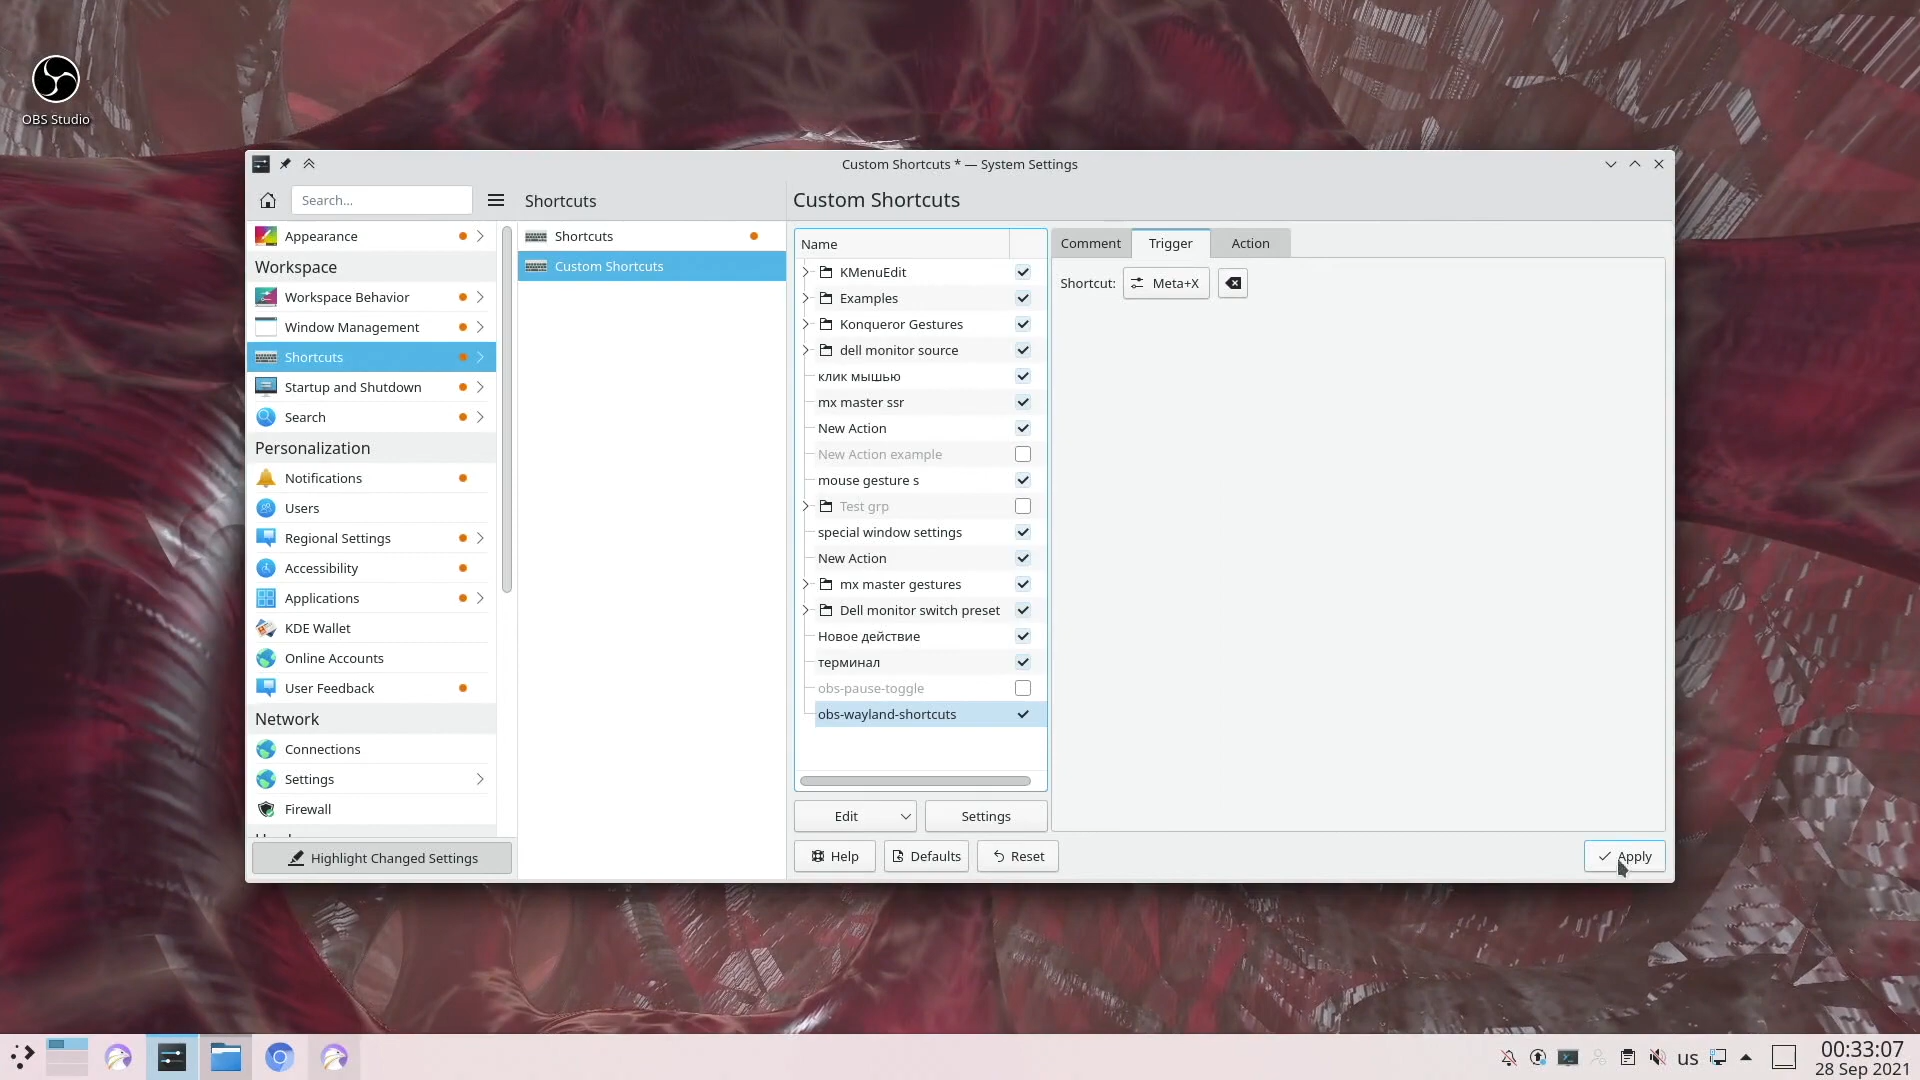 OBS Studio
Custom Shortcuts * — System Settings
Search...
Shortcuts
Custom Shortcuts
Appearance
Workspace
Workspace Behavior
Window Management
Shortcuts
Startup and Shutdown
Search
Personalization
Notifications
Users
Regional Settings
Accessibility
Applications
KDE Wallet
Online Accounts
User Feedback
Network
Connections
Settings
Firewall
Highlight Changed Settings
Shortcuts
Custom Shortcuts
Name
KMenuEdit
Examples
Konqueror Gestures
dell monitor source
клик мышью
mx master ssr
New Action
New Action example
mouse gesture s
Test grp
special window settings
New Action
mx master gestures
Dell monitor switch preset
Новое действие
терминал
obs-pause-toggle
obs-wayland-shortcuts
Edit
Settings
Help
Defaults
Reset
Comment
Trigger
Action
Shortcut:
Meta+X
Apply
us
00:33:07
28 Sep 2021